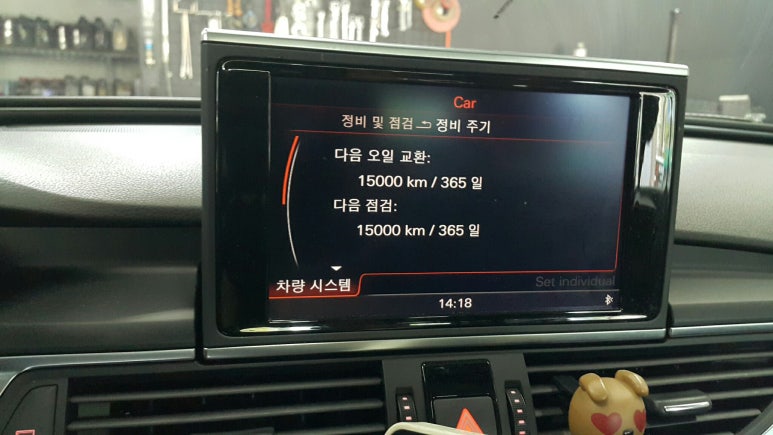 Car
정비 및 점검 정비 주기
다음 오일 교환:
15000 km / 365 일
다음 점검:
15000 km / 365 일
차량 시스템
Set individual
14:18